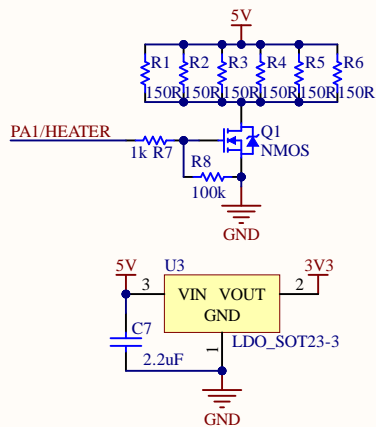 5V
R1 R2 R3 R4 R5 R6
150R 150R 150R 150R 150R 150R
PA1/HEATER
1k R7
Q1
NMOS
R8
100k
GND
5V
U3
3V3
3
VIN VOUT
2
GND
C7
1
LDO_SOT23-3
2.2uF
GND